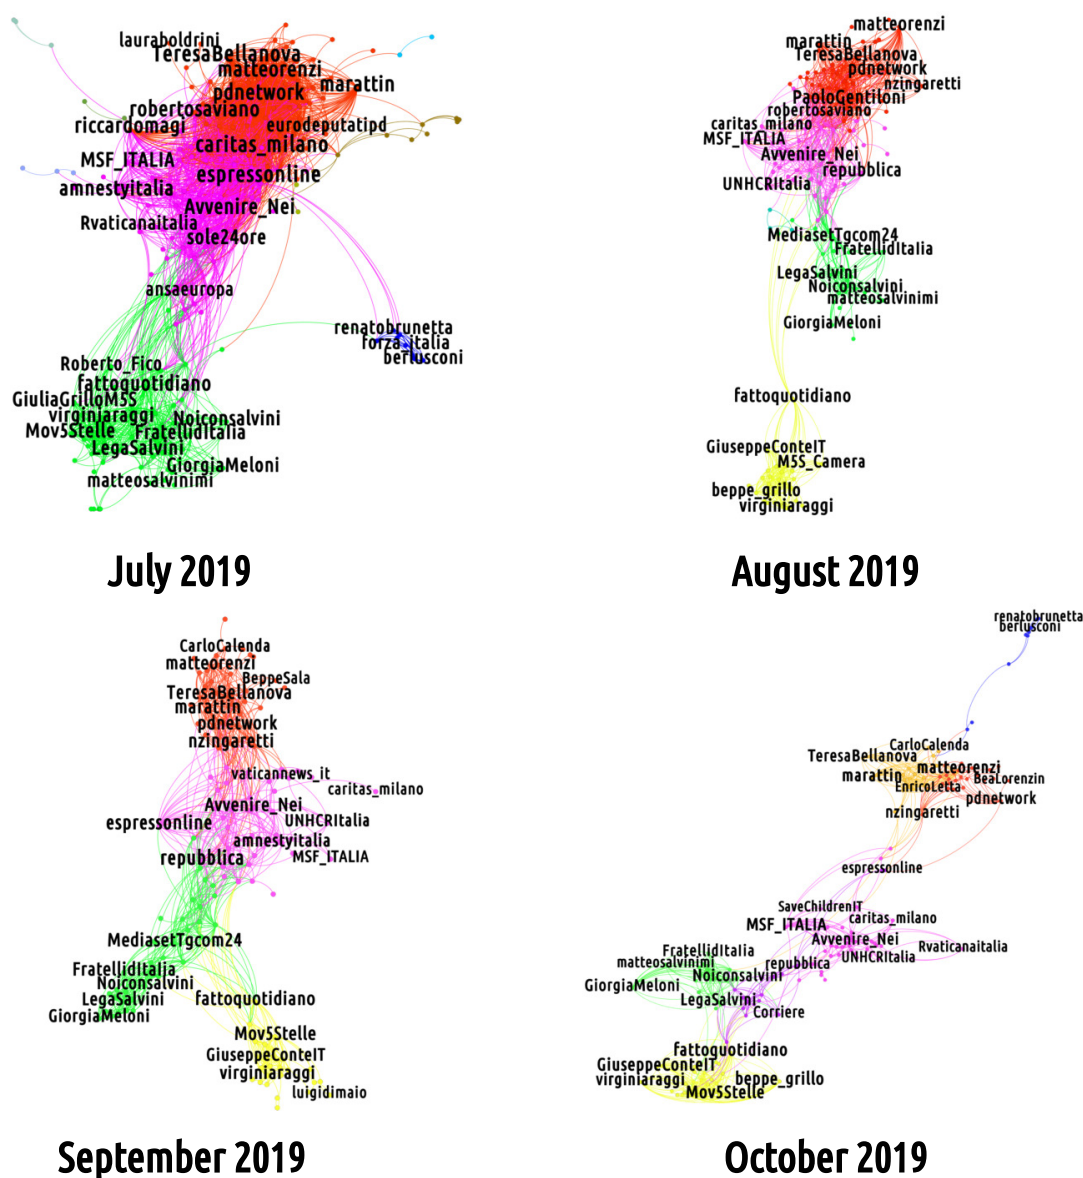 lauraboldrini
TeresaBellanova
matteorenzi
marattin
pdnetwork
robertosaviano
riccardomagi
eurodeputatipd
caritas_milano
MSF_ITALIA
espressonline
amnestyitalia
Avvenire_Nei
Rvaticanaitalia
sole24ore
ansaeuropa
renatobrunetta
forza_italia
berlusconi
Roberto_Fico
fattoquotidiano
GiuliaGrilloM5S
virginiaraggi
Noiconsalvini
Mov5Stelle
FratellidItalia
LegaSalvini
GiorgiaMeloni
matteosalvinimi
July 2019
matteorenzi
marattin
TeresaBellanova
pdnetwork
nzingaretti
PaoloGentiloni
robertosaviano
caritas_milano
MSF_ITALIA
Avvenire_Nei
repubblica
UNHCRItalia
MediasetTgcom24
FratellidItalia
LegaSalvini
Noiconsalvini
matteosalvinimi
GiorgiaMeloni
fattoquotidiano
GiuseppeConteIT
M5S_Camera
beppe_grillo
virginiaraggi
August 2019
CarloCalenda
matteorenzi
BeppeSala
TeresaBellanova
marattin
pdnetwork
nzingaretti
vaticannews_it
caritas_milano
Avvenire_Nei
espressonline
UNHCRItalia
amnestyitalia
repubblica
MSF_ITALIA
MediasetTgcom24
FratellidItalia
Noiconsalvini
LegaSalvini
fattoquotidiano
GiorgiaMeloni
Mov5Stelle
GiuseppeConteIT
virginiaraggi
luigidimaio
September 2019
renatobrunetta
berlusconi
CarloCalenda
TeresaBellanova
matteorenzi
marattin
BeaLorenzin
EnricoLetta
pdnetwork
nzingaretti
espressonline
SaveChildrenIT
MSF_ITALIA
caritas_milano
Avvenire_Nei
Rvaticanaitalia
FratellidItalia
UNHCRItalia
matteosalvinimi
repubblica
Noiconsalvini
GiorgiaMeloni
LegaSalvini
Corriere
fattoquotidiano
GiuseppeConteIT
virginiaraggi
beppe_grillo
Mov5Stelle
October 2019